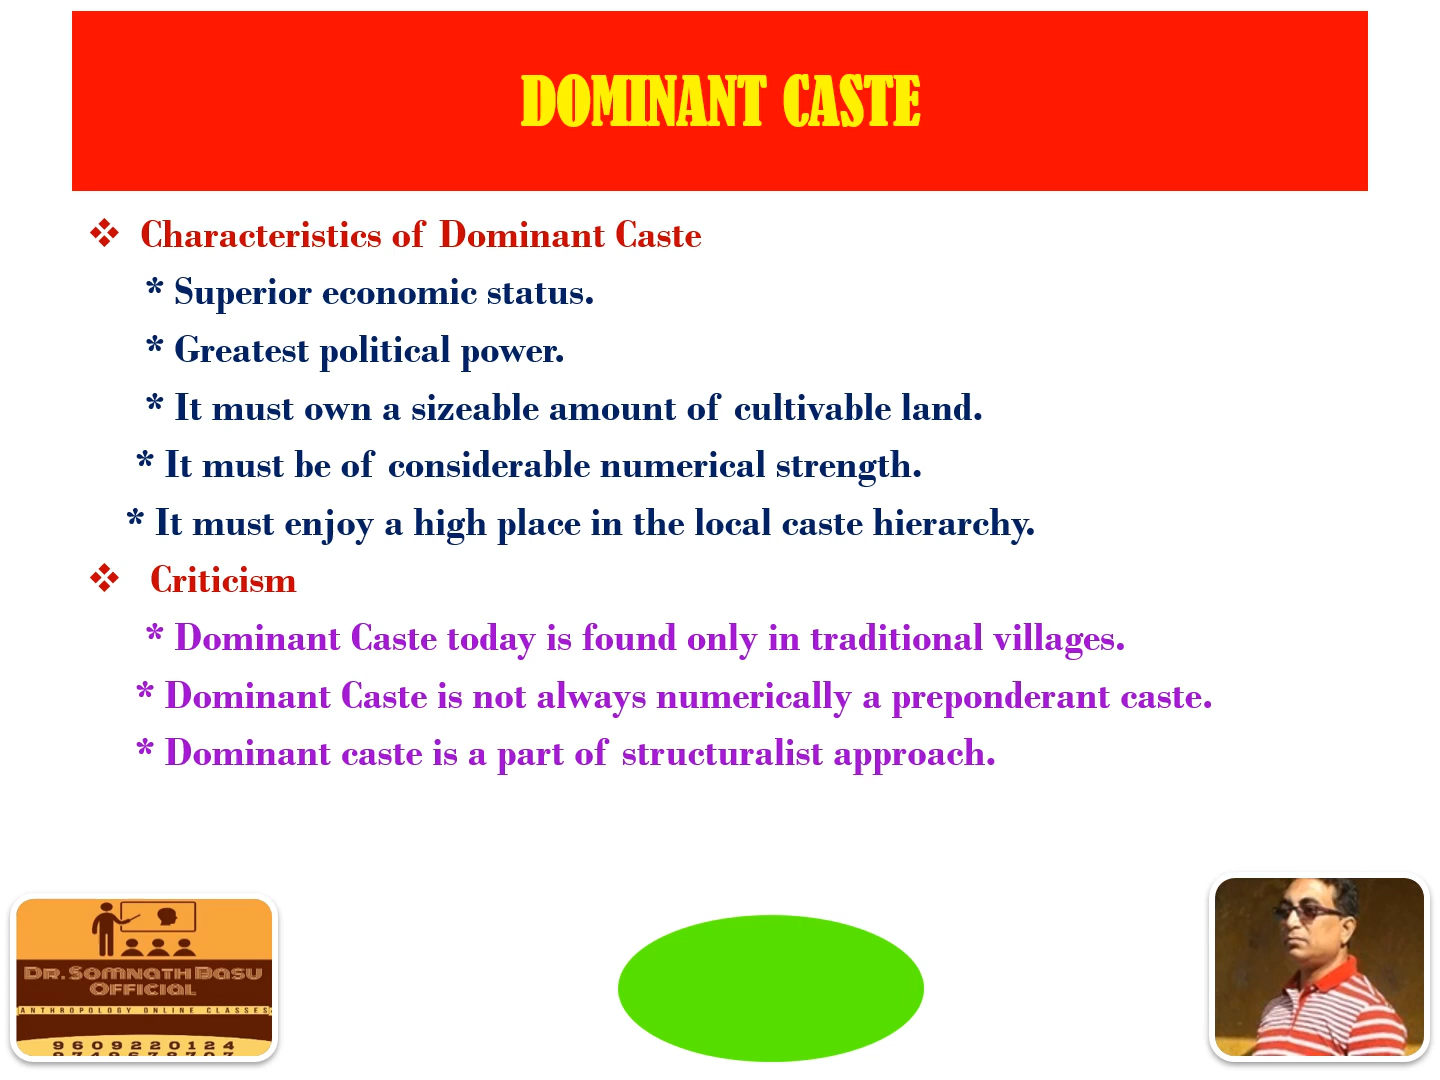 DOMINANT CASTE
❖ Characteristics of Dominant Caste
* Superior economic status.
* Greatest political power.
* It must own a sizeable amount of cultivable land.
* It must be of considerable numerical strength.
* It must enjoy a high place in the local caste hierarchy.
❖ Criticism
* Dominant Caste today is found only in traditional villages.
* Dominant Caste is not always numerically a preponderant caste.
* Dominant caste is a part of structuralist approach.
DR. SOMNATH BASU
OFFICIAL
ANTHROPOLOGY ONLINE CLASSES
9609220124